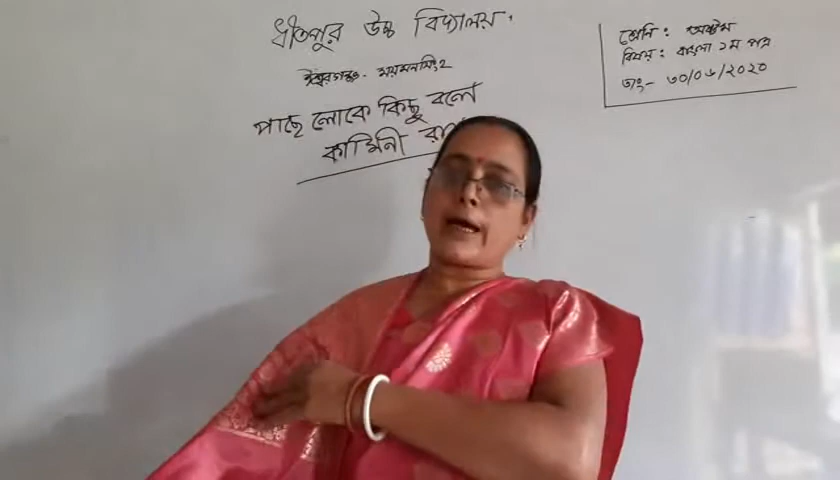 ধীতপুর উচ্চ বিদ্যালয়,
ঈশ্বরগঞ্জ- ময়মনসিংহ
পাছে লোকে কিছু বলে
কামিনী
শ্রেণি: অষ্টম
বিষয়: বাংলা ১ম পত্র
তাং- ৩০/০৬/২০২০